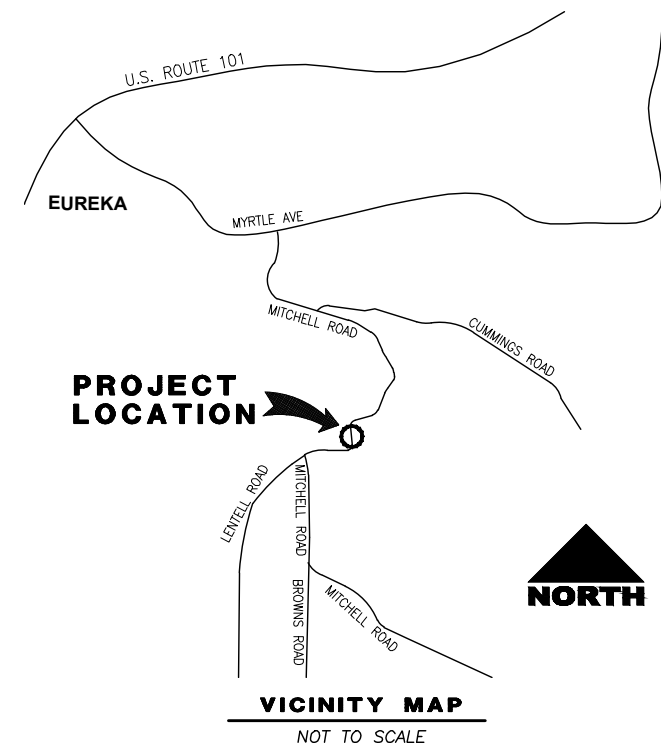 U.S. ROUTE 101
EUREKA
MYRTLE AVE
MITCHELL ROAD
CUMMINGS ROAD
PROJECT
LOCATION
LENTELL ROAD
MITCHELL ROAD
BROWNS ROAD
MITCHELL ROAD
NORTH
VICINITY MAP
NOT TO SCALE